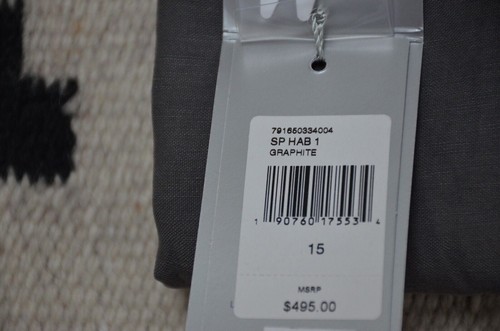 791650334004
SP HAB 1
GRAPHITE
1 90760 17553 4
15
MSRP
$495.00